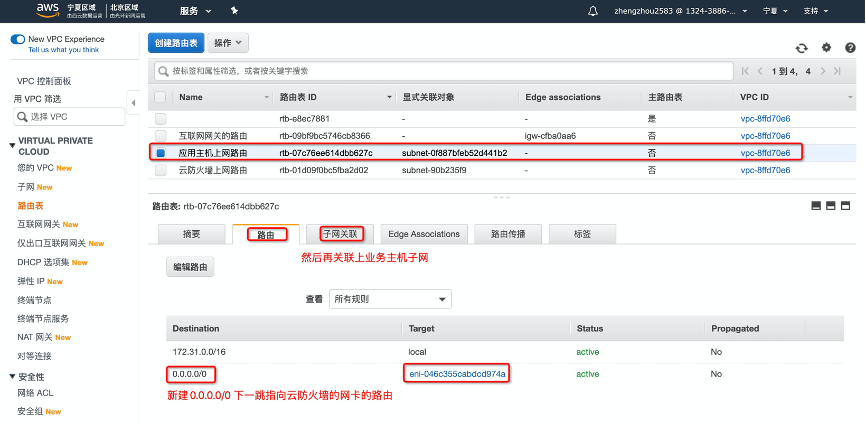 aws 宁夏区域 由西云数据运营 北京区域 由光环新网运营
服务
zhengzhou2583 @ 1324-3886-... 宁夏 支持
New VPC Experience
Tell us what you think
VPC 控制面板
用 VPC 筛选
选择 VPC
VIRTUAL PRIVATE
CLOUD
您的 VPC New
子网 New
路由表
互联网网关 New
仅出口互联网网关 New
DHCP 选项集 New
弹性 IP New
终端节点
终端节点服务
NAT 网关 New
对等连接
安全性
网络 ACL
安全组 New
创建路由表 操作
按标签和属性筛选，或者按关键字搜索
1 到 4， 4
Name 路由表 ID 显式关联对象 Edge associations 主路由表 VPC ID
rtb-e8ec7881 - - 是 vpc-8ffd70e6
互联网网关的路由 rtb-09bf9bc5746cb8366 - igw-cfba0aa6 否 vpc-8ffd70e6
应用主机上网路由 rtb-07c76ee614dbb627c subnet-0f887bfeb52d441b2 - 否 vpc-8ffd70e6
云防火墙上网路由 rtb-01d09f0bc5fba2d02 subnet-90b235f9 - 否 vpc-8ffd70e6
路由表: rtb-07c76ee614dbb627c
摘要 路由 子网关联 Edge Associations 路由传播 标签
然后再关联上业务主机子网
编辑路由
查看 所有规则
Destination Target Status Propagated
172.31.0.0/16 local active No
0.0.0.0/0 eni-046c355cabdcd974a active No
新建 0.0.0.0/0 下一跳指向云防火墙的网卡的路由